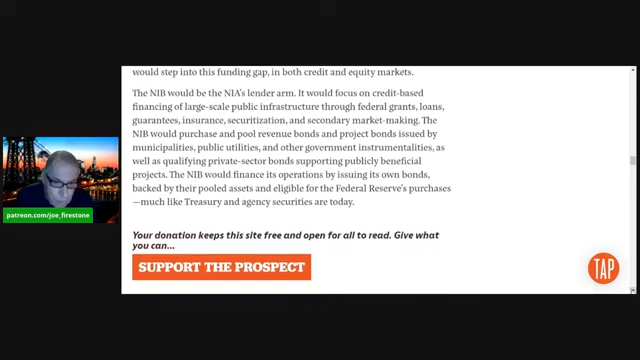 would step into this funding gap, in both credit and equity markets.
The NIB would be the NIA's lender arm. It would focus on credit-based
financing of large-scale public infrastructure through federal grants, loans,
guarantees, insurance, securitization, and secondary market-making. The
NIB would purchase and pool revenue bonds and project bonds issued by
municipalities, public utilities, and other government instrumentalities, as
well as qualifying private-sector bonds supporting publicly beneficial
projects. The NIB would finance its operations by issuing its own bonds,
backed by their pooled assets and eligible for the Federal Reserve's purchases
—much like Treasury and agency securities are today.
Your donation keeps this site free and open for all to read. Give what
you can...
SUPPORT THE PROSPECT
TAP
patreon.com/joe_firestone